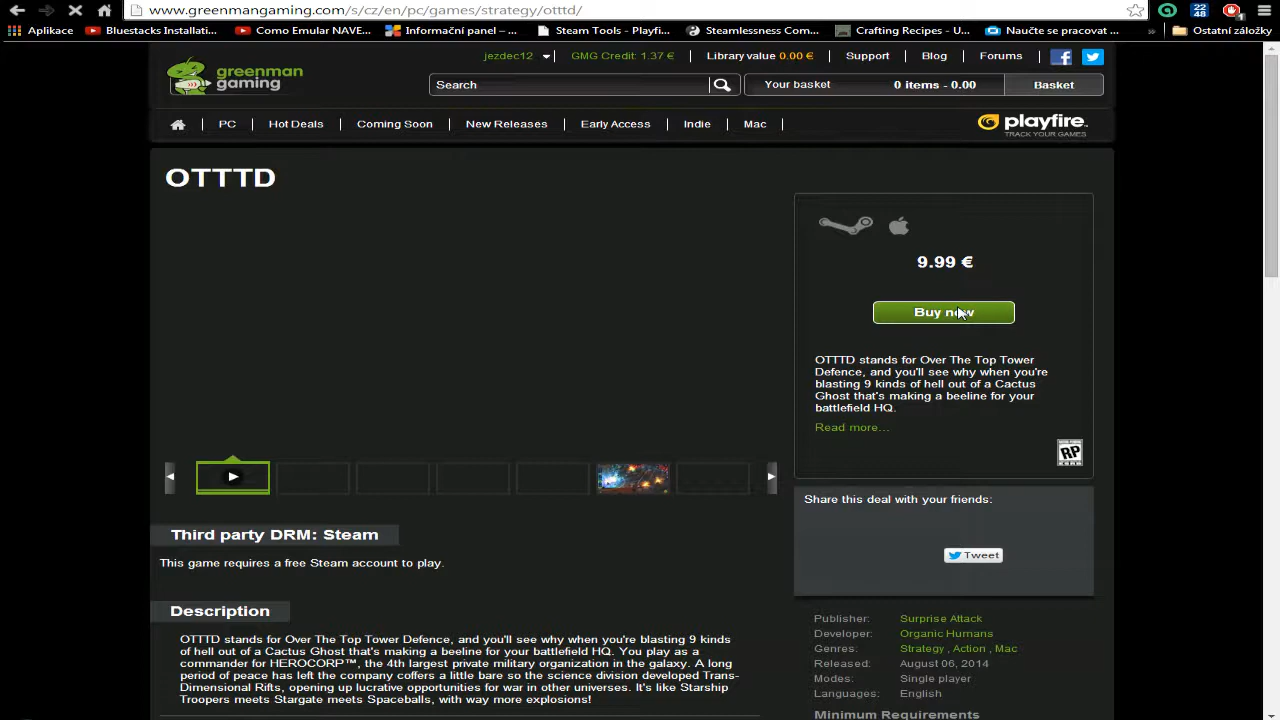 www.greenmangaming.com/s/cz/en/pc/games/strategy/otttd/
Aplikace
Bluestacks Installati...
Como Emular NAVE...
Informační panel – ...
Steam Tools - Playfi...
Steamlessness Com...
Crafting Recipes - U...
Naučte se pracovat ...
»
Ostatní záložky
22
48
1
jezdec12
GMG Credit: 1.37 €
Library value 0.00 €
Support
Blog
Forums
greenman
gaming
Search
Your basket
0 items - 0.00
Basket
PC
Hot Deals
Coming Soon
New Releases
Early Access
Indie
Mac
playfire
TRACK YOUR GAMES
OTTTD
9.99 €
Buy now
OTTTD stands for Over The Top Tower
Defence, and you'll see why when you're
blasting 9 kinds of hell out of a Cactus
Ghost that's making a beeline for your
battlefield HQ.
Read more...
RP
Third party DRM: Steam
This game requires a free Steam account to play.
Description
OTTTD stands for Over The Top Tower Defence, and you'll see why when you're blasting 9 kinds
of hell out of a Cactus Ghost that's making a beeline for your battlefield HQ. You play as a
commander for HEROCORP™, the 4th largest private military organization in the galaxy. A long
period of peace has left the company coffers a little bare so the science division developed Trans-
Dimensional Rifts, opening up lucrative opportunities for war in other universes. It's like Starship
Troopers meets Stargate meets Spaceballs, with way more explosions!
Share this deal with your friends:
Tweet
Publisher: Surprise Attack
Developer: Organic Humans
Genres: Strategy , Action , Mac
Released: August 06, 2014
Modes: Single player
Languages: English
Minimum Requirements